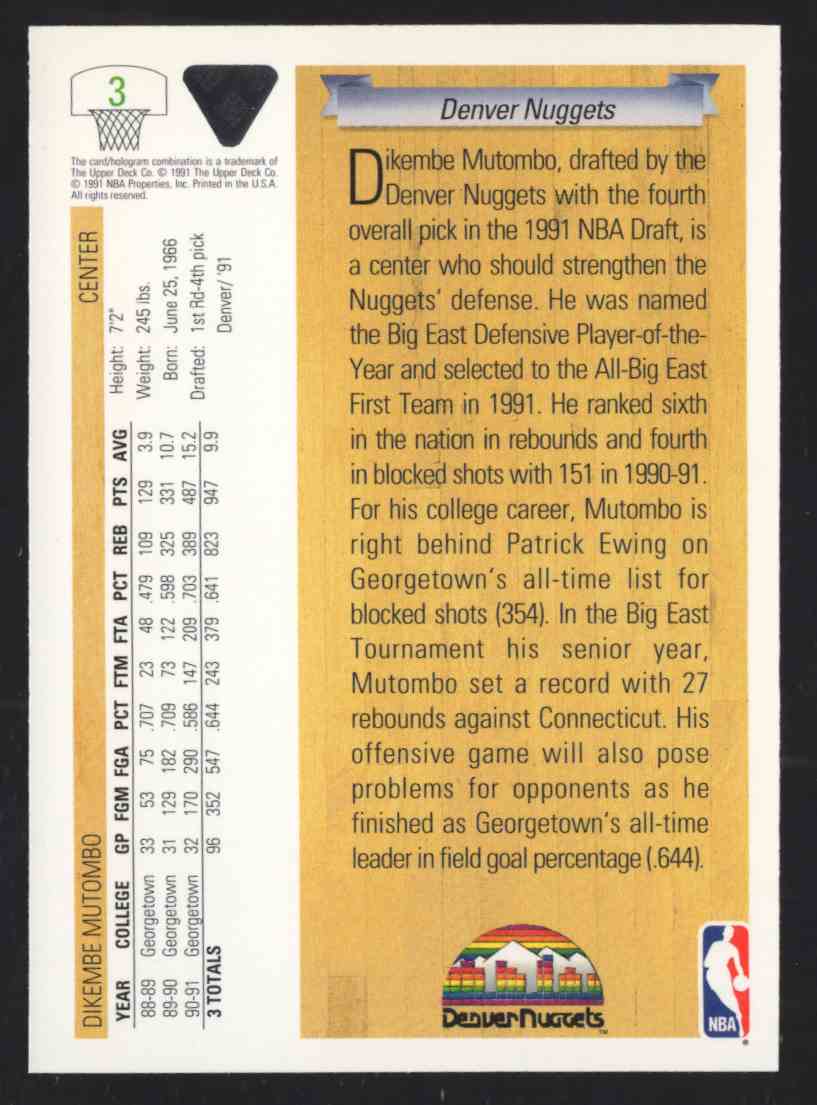 3
The card/hologram combination is a trademark of
The Upper Deck Co. © 1991 The Upper Deck Co.
© 1991 NBA Properties, Inc. Printed in the U.S.A.
All rights reserved.
DIKEMBE MUTOMBO CENTER
YEAR COLLEGE GP FGM FGA PCT FTM FTA PCT REB PTS AVG
88-89 Georgetown 33 53 75 .707 23 48 .479 109 129 3.9
89-90 Georgetown 31 129 182 .709 73 122 .598 325 331 10.7
90-91 Georgetown 32 170 290 .586 147 209 .703 389 487 15.2
3 TOTALS 96 352 547 .644 243 379 .641 823 947 9.9
Height: 7'2"
Weight: 245 lbs.
Born: June 25, 1966
Drafted: 1st Rd-4th pick
Denver/ '91
Denver Nuggets
Dikembe Mutombo, drafted by the
Denver Nuggets with the fourth
overall pick in the 1991 NBA Draft, is
a center who should strengthen the
Nuggets' defense. He was named
the Big East Defensive Player-of-the-
Year and selected to the All-Big East
First Team in 1991. He ranked sixth
in the nation in rebounds and fourth
in blocked shots with 151 in 1990-91.
For his college career, Mutombo is
right behind Patrick Ewing on
Georgetown's all-time list for
blocked shots (354). In the Big East
Tournament his senior year,
Mutombo set a record with 27
rebounds against Connecticut. His
offensive game will also pose
problems for opponents as he
finished as Georgetown's all-time
leader in field goal percentage (.644).
Denver Nuggets
TM
NBA